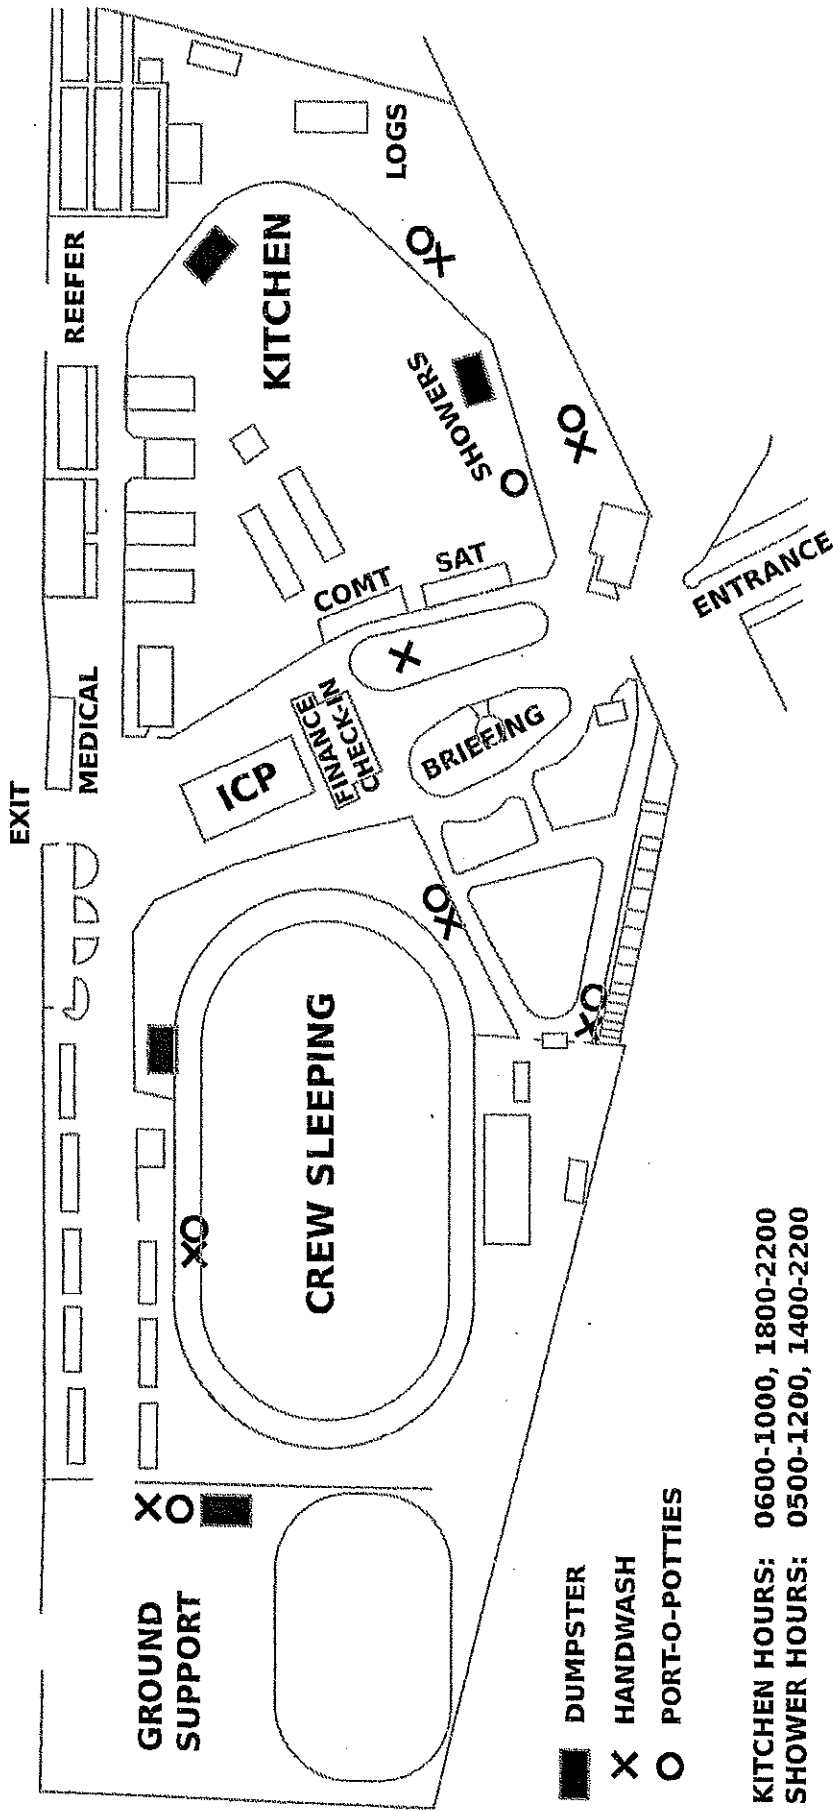 EXIT
MEDICAL
REEFER
LOGS
KITCHEN
SHOWERS
COMT
SAT
FINANCE
CHECK-IN
ICP
BRIEFING
ENTRANCE
CREW SLEEPING
GROUND
SUPPORT
DUMPSTER
X HANDWASH
O PORT-O-POTTIES
KITCHEN HOURS: 0600-1000, 1800-2200
SHOWER HOURS: 0500-1200, 1400-2200